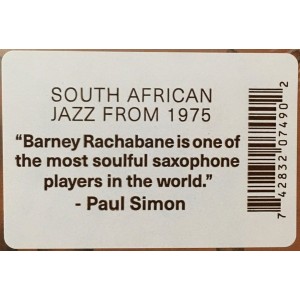 SOUTH AFRICAN
JAZZ FROM 1975
“Barney Rachabane is one of
the most soulful saxophone
players in the world.”
- Paul Simon
7 42832 07490 2